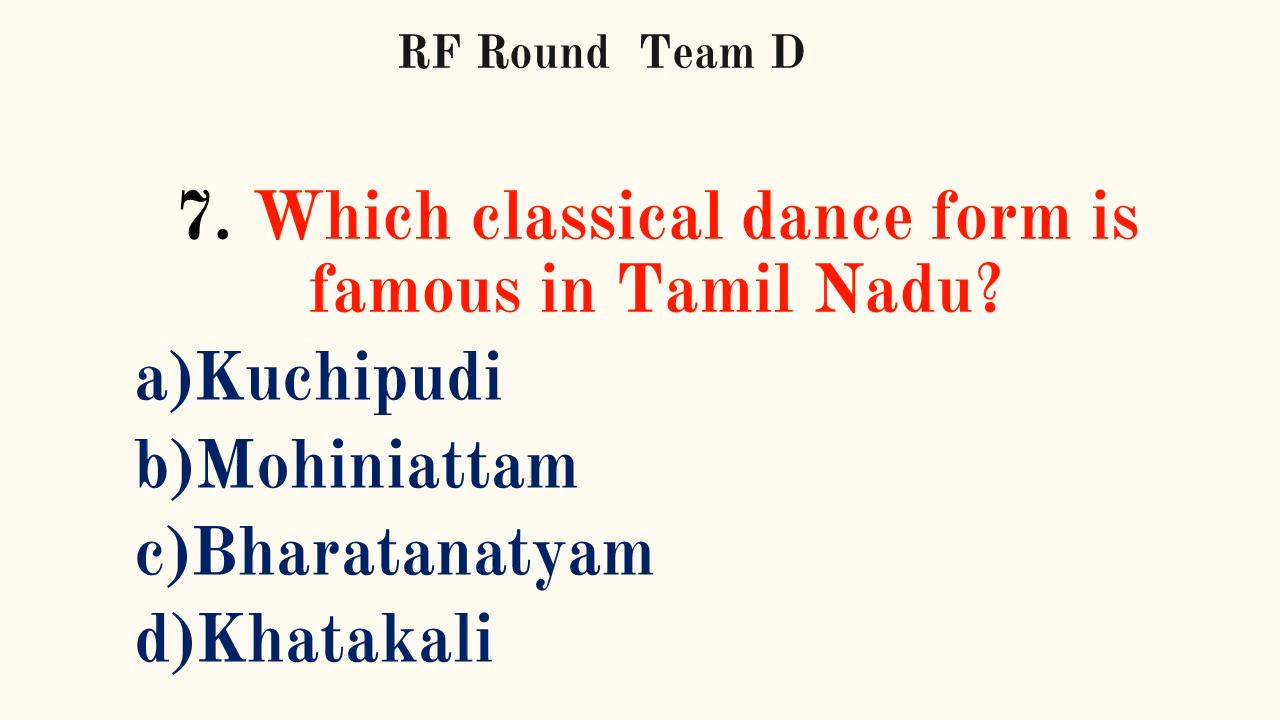 RF Round  Team D
7. Which classical dance form is
famous in Tamil Nadu?
a)Kuchipudi
b)Mohiniattam
c)Bharatanatyam
d)Khatakali